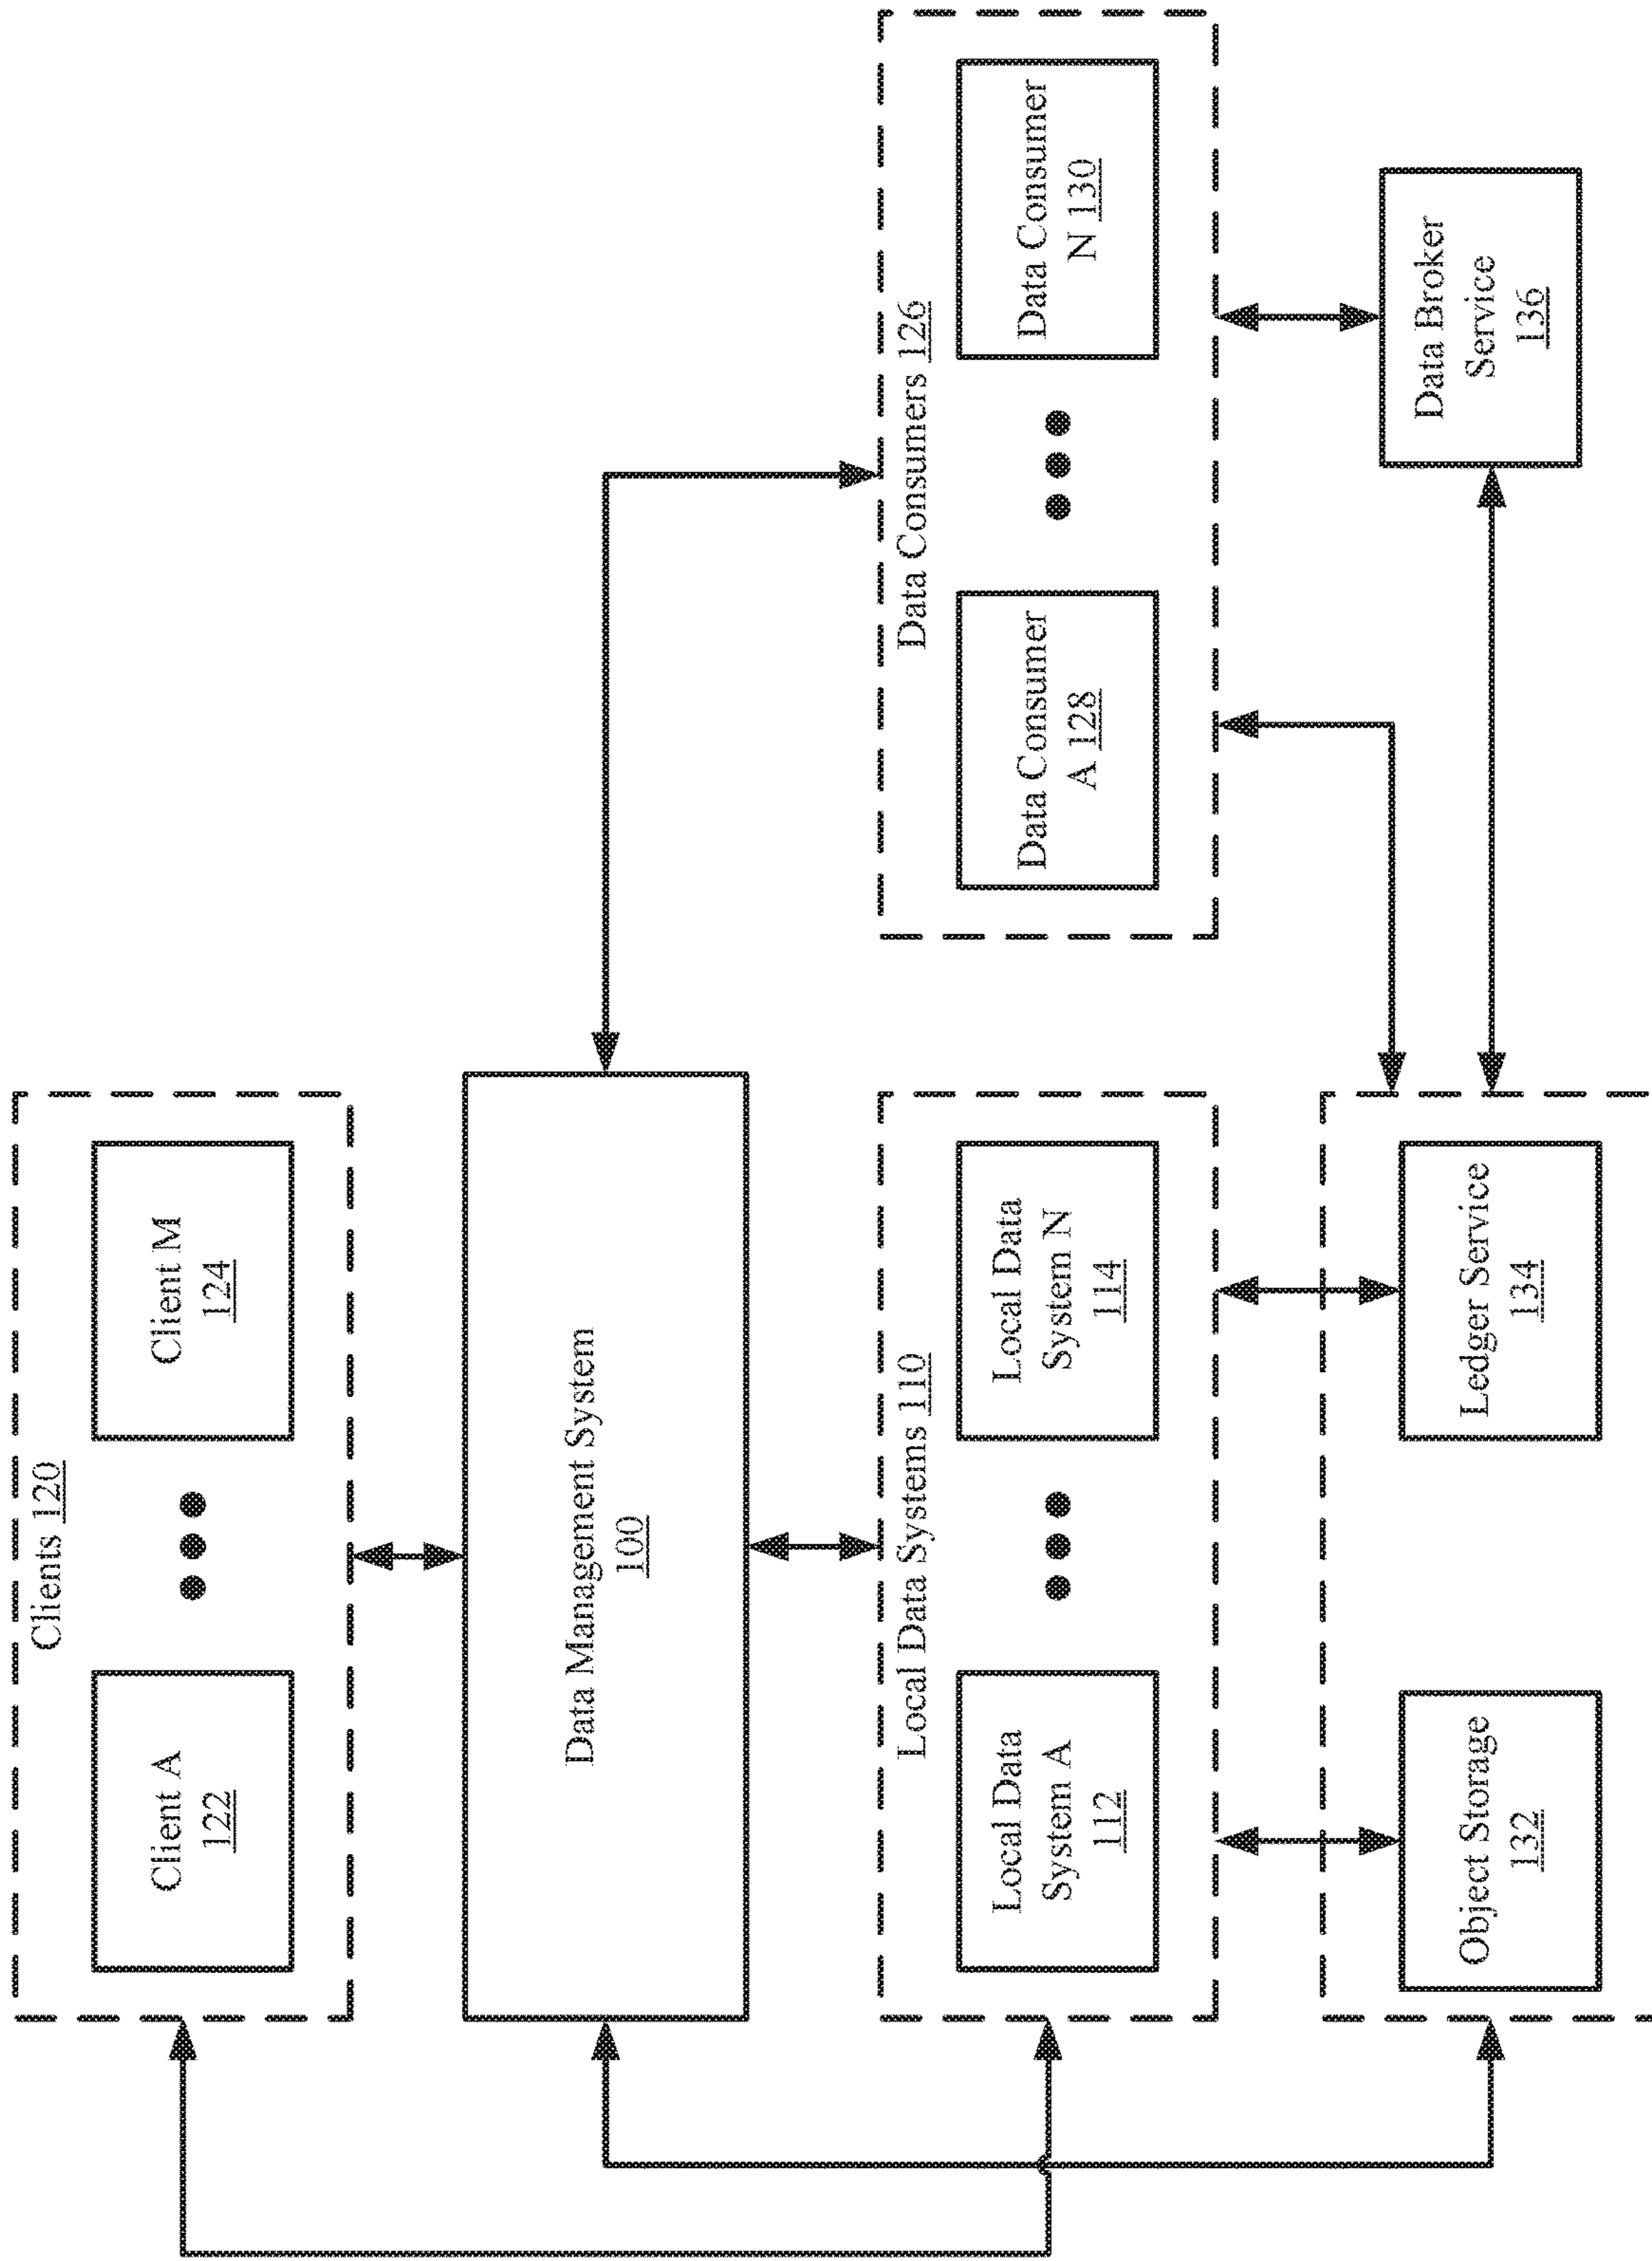 Clients 120
Client A
122
Client M
124
Data Management System
100
Local Data Systems 110
Local Data
System A
112
Local Data
System N
114
Data Consumers 126
Data Consumer
A 128
Data Consumer
N 130
Object Storage
132
Ledger Service
134
Data Broker
Service
136